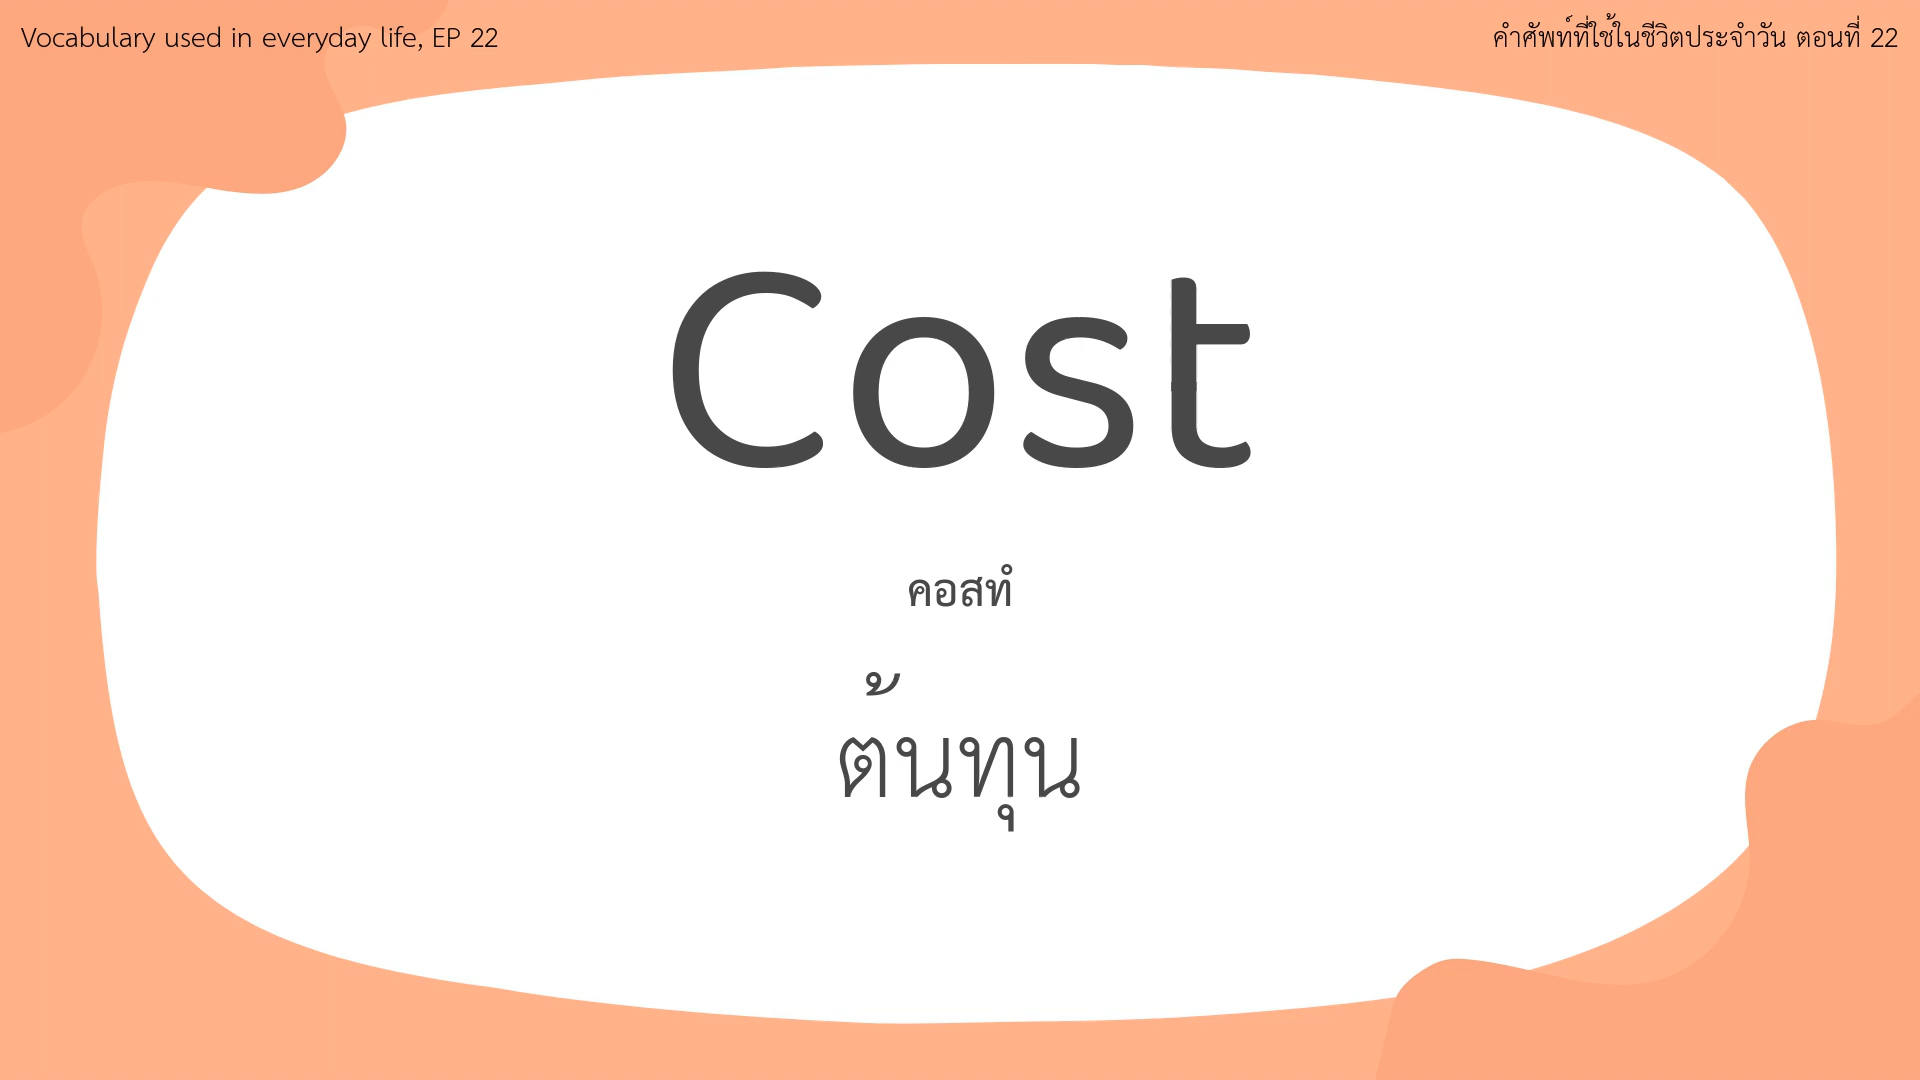 Vocabulary used in everyday life, EP 22
คำศัพท์ที่ใช้ในชีวิตประจำวัน ตอนที่ 22
Cost
คอสทํ
ต้นทุน